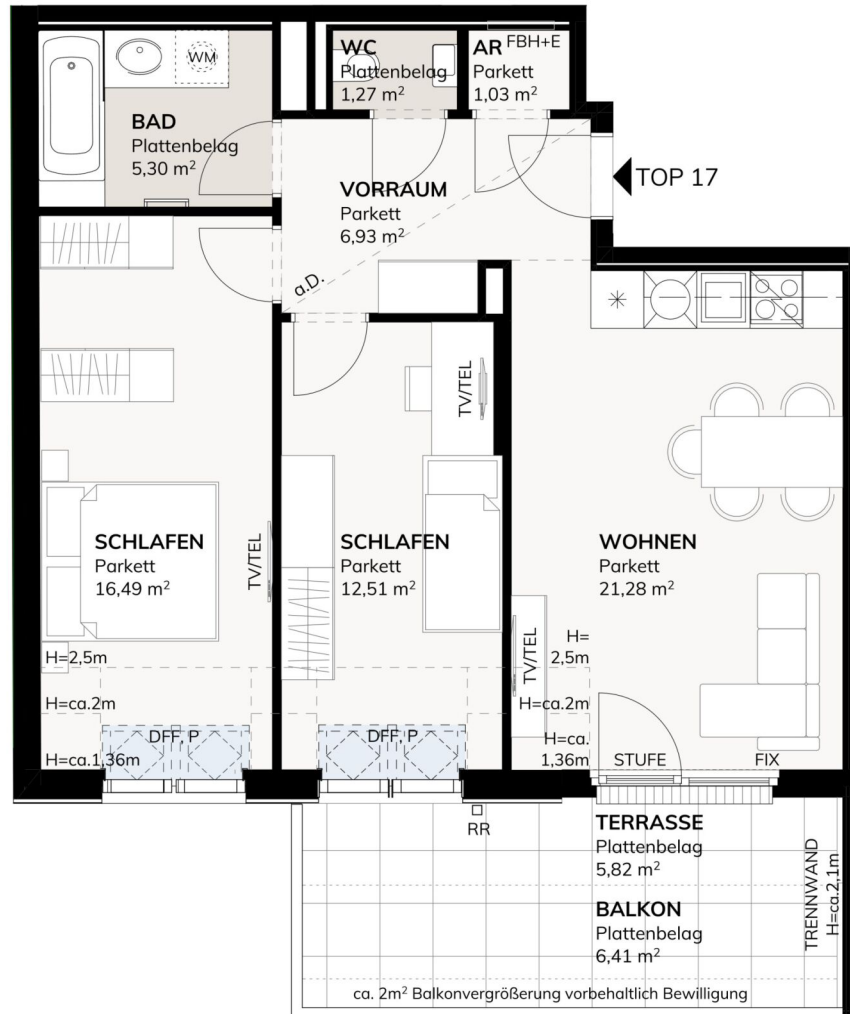 WC
Plattenbelag
1,27 m²
AR
FBH+E
Parkett
1,03 m²
WM
BAD
Plattenbelag
5,30 m²
VORRAUM
Parkett
6,93 m²
TOP 17
a.D.
TV/TEL
SCHLAFEN
Parkett
16,49 m²
TV/TEL
SCHLAFEN
Parkett
12,51 m²
WOHNEN
Parkett
21,28 m²
TV/TEL
H=2,5m
H=ca.2m
H=ca.1,36m
DFF, P
DFF, P
H=
2,5m
H=ca.2m
H=ca.
1,36m
STUFE
FIX
RR
TERRASSE
Plattenbelag
5,82 m²
BALKON
Plattenbelag
6,41 m²
TRENNWAND
H=ca.2,1m
ca. 2m² Balkonvergrößerung vorbehaltlich Bewilligung